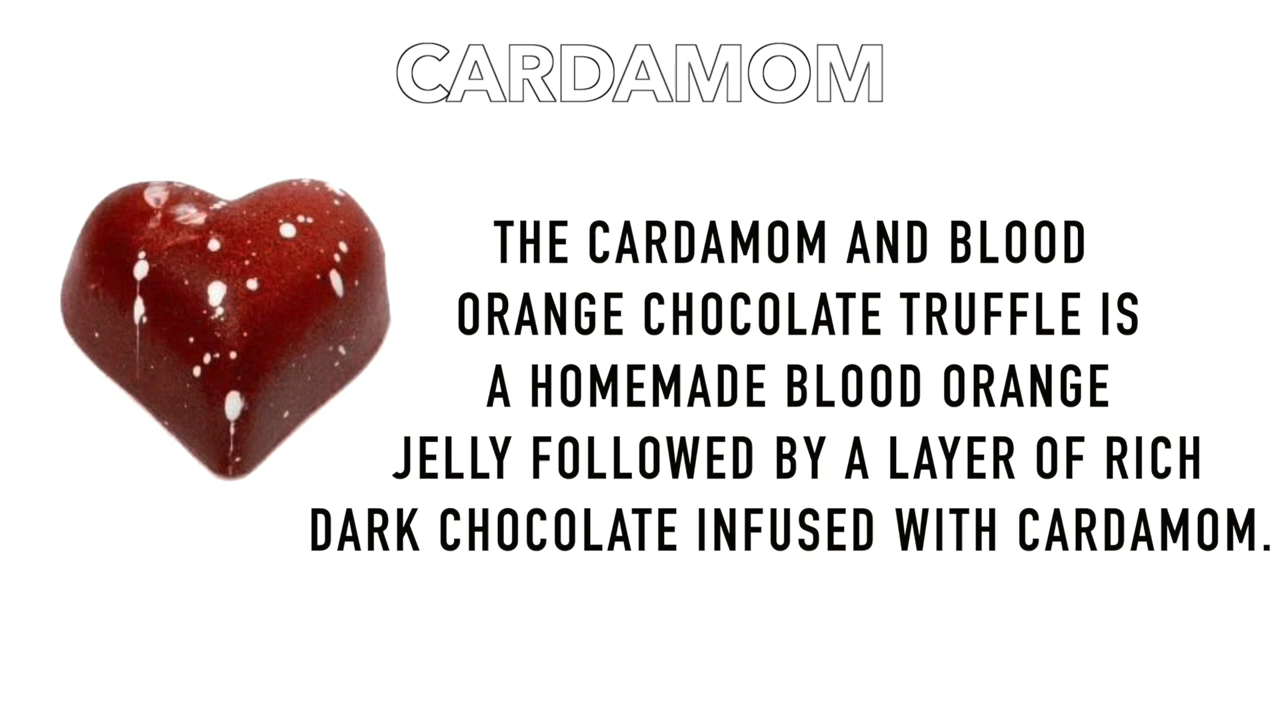 CARDAMOM
THE CARDAMOM AND BLOOD
ORANGE CHOCOLATE TRUFFLE IS
A HOMEMADE BLOOD ORANGE
JELLY FOLLOWED BY A LAYER OF RICH
DARK CHOCOLATE INFUSED WITH CARDAMOM.